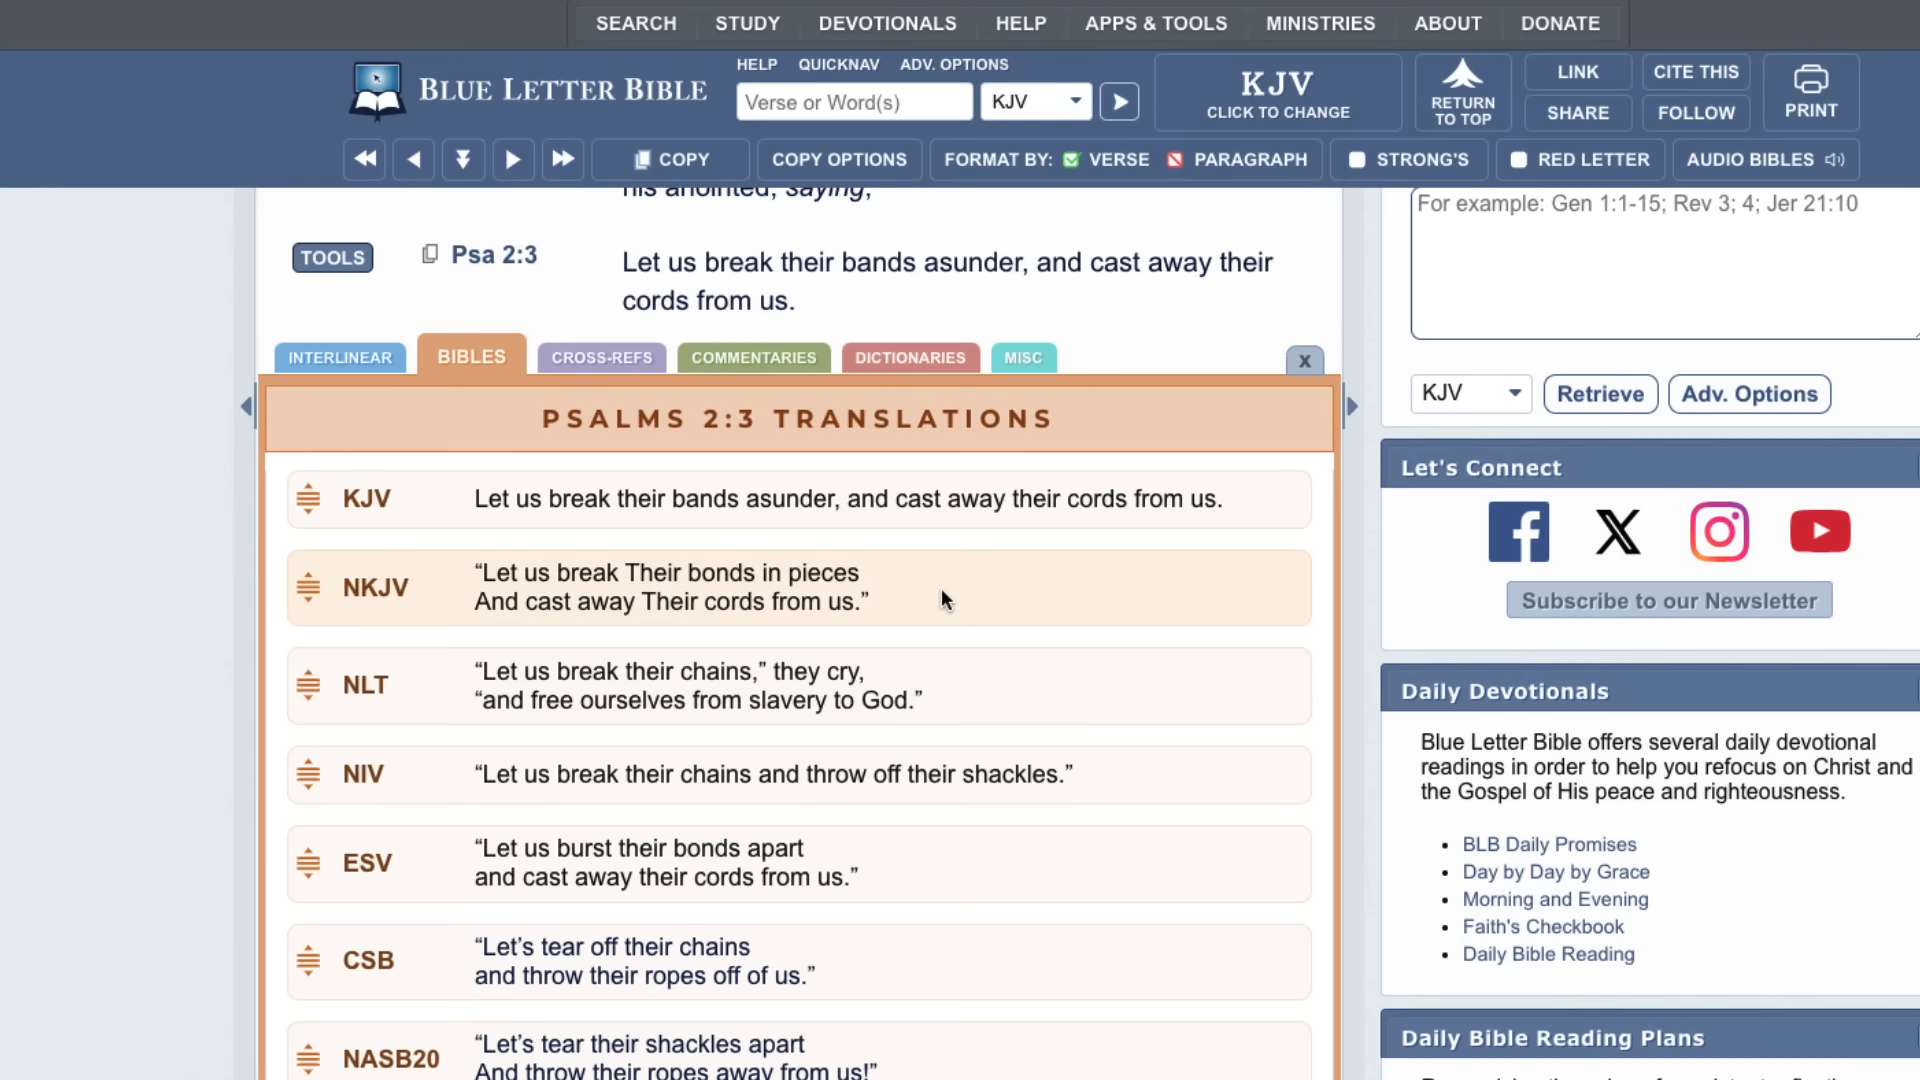 SEARCH STUDY DEVOTIONALS HELP APPS & TOOLS MINISTRIES ABOUT DONATE
BLUE LETTER BIBLE
HELP QUICKNAV ADV. OPTIONS
Verse or Word(s) KJV
KJV
CLICK TO CHANGE
RETURN
TO TOP
LINK CITE THIS
SHARE FOLLOW
PRINT
COPY COPY OPTIONS FORMAT BY: VERSE PARAGRAPH STRONG'S RED LETTER AUDIO BIBLES
his anointed, saying,
TOOLS Psa 2:3 Let us break their bands asunder, and cast away their
cords from us.
INTERLINEAR BIBLES CROSS-REFS COMMENTARIES DICTIONARIES MISC X
PSALMS 2:3 TRANSLATIONS
KJV Let us break their bands asunder, and cast away their cords from us.
NKJV “Let us break Their bonds in pieces
And cast away Their cords from us.”
NLT “Let us break their chains,” they cry,
“and free ourselves from slavery to God.”
NIV “Let us break their chains and throw off their shackles.”
ESV “Let us burst their bonds apart
and cast away their cords from us.”
CSB “Let’s tear off their chains
and throw their ropes off of us.”
NASB20 “Let’s tear their shackles apart
And throw their ropes away from us!”
For example: Gen 1:1-15; Rev 3; 4; Jer 21:10
KJV Retrieve Adv. Options
Let's Connect
Subscribe to our Newsletter
Daily Devotionals
Blue Letter Bible offers several daily devotional
readings in order to help you refocus on Christ and
the Gospel of His peace and righteousness.
• BLB Daily Promises
• Day by Day by Grace
• Morning and Evening
• Faith's Checkbook
• Daily Bible Reading
Daily Bible Reading Plans